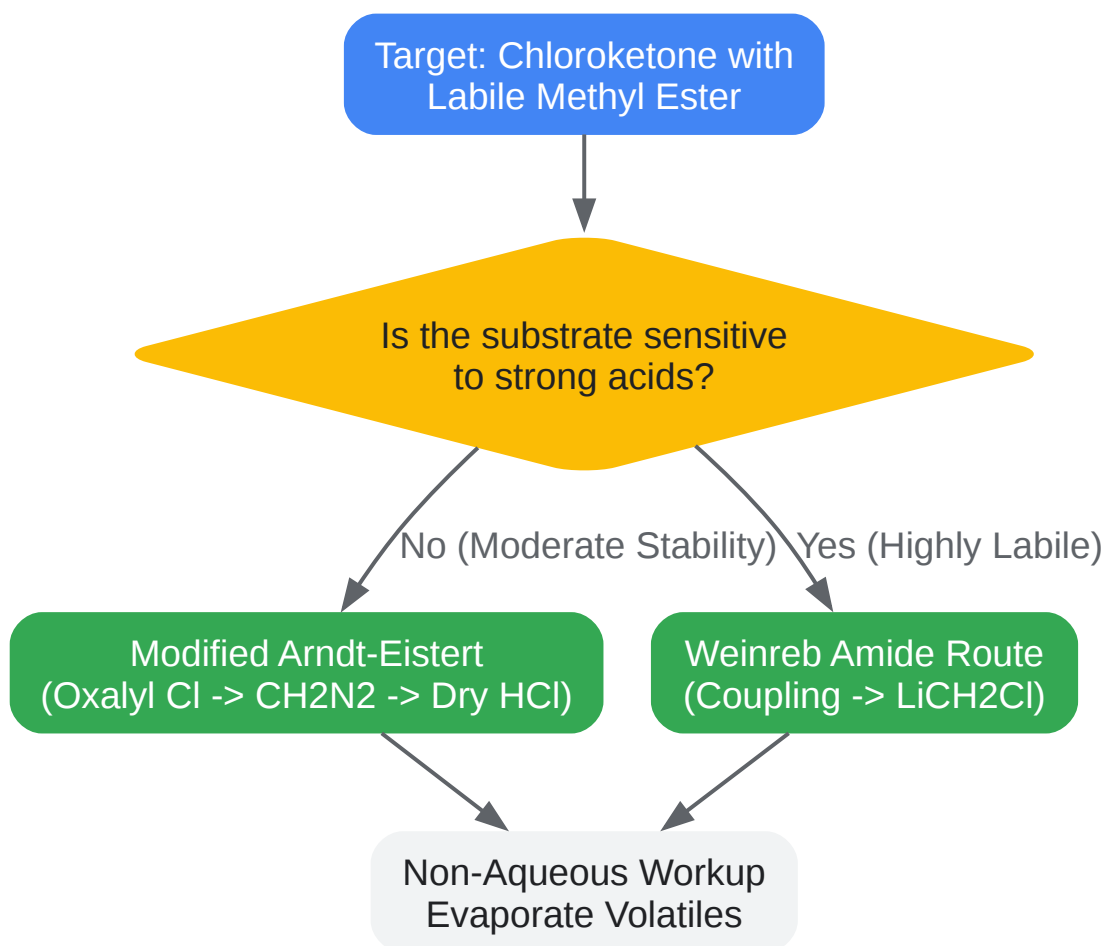 Target: Chloroketone with
Labile Methyl Ester
Is the substrate sensitive
to strong acids?
No (Moderate Stability)
Yes (Highly Labile)
Modified Arndt-Eistert
(Oxalyl Cl -> CH2N2 -> Dry HCl)
Weinreb Amide Route
(Coupling -> LiCH2Cl)
Non-Aqueous Workup
Evaporate Volatiles